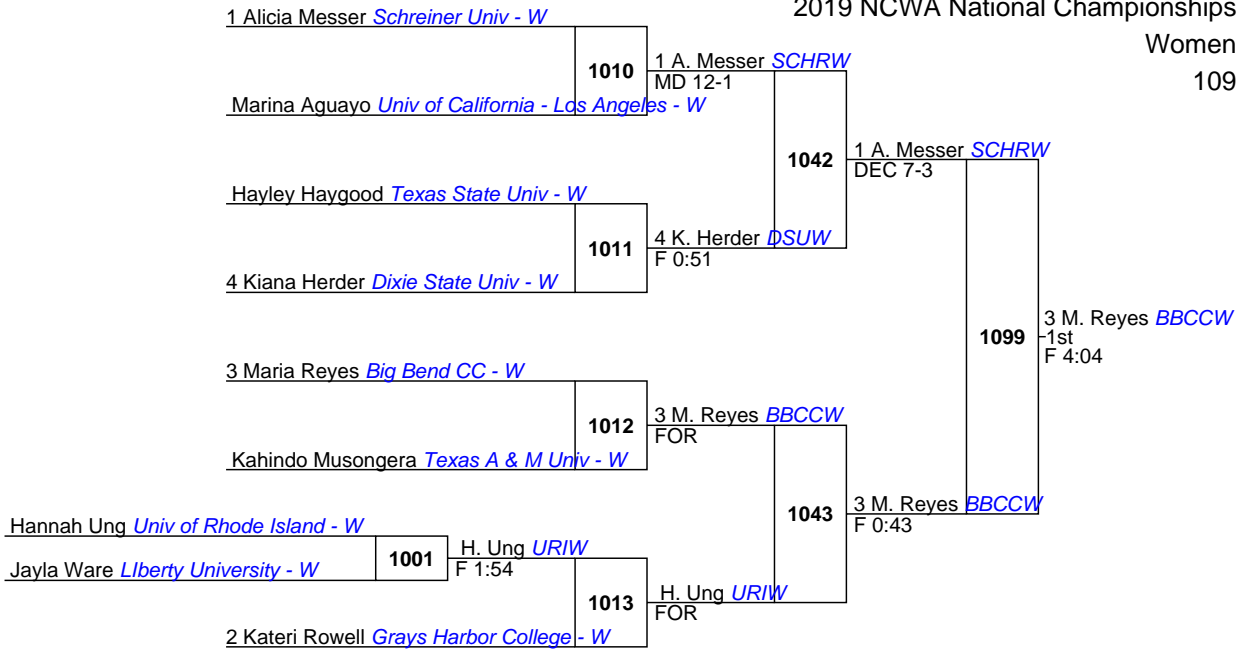 2019 NCWA National Championships
Women
109
1 Alicia Messer Schreiner Univ - W
1010
1 A. Messer SCHRW
MD 12-1
Marina Aguayo Univ of California - Los Angeles - W
1042
1 A. Messer SCHRW
DEC 7-3
Hayley Haygood Texas State Univ - W
1011
4 K. Herder DSUW
F 0:51
4 Kiana Herder Dixie State Univ - W
1099
3 M. Reyes BBCCW
1st
F 4:04
3 Maria Reyes Big Bend CC - W
1012
3 M. Reyes BBCCW
FOR
Kahindo Musongera Texas A & M Univ - W
1043
3 M. Reyes BBCCW
F 0:43
Hannah Ung Univ of Rhode Island - W
1001
H. Ung URIW
F 1:54
Jayla Ware LIberty University - W
1013
H. Ung URIW
FOR
2 Kateri Rowell Grays Harbor College - W